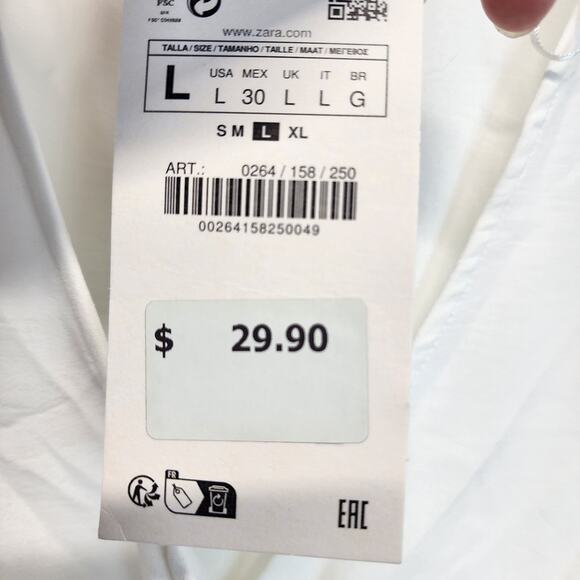 FSC
www.zara.com
TALLA / SIZE / TAMANHO / TAILLE / MAAT / ΜΕΓΕΘΟΣ
L
USA MEX UK IT BR
L 30 L L G
S M L XL
ART.: 0264 / 158 / 250
00264158250049
$ 29.90
FR
EAC